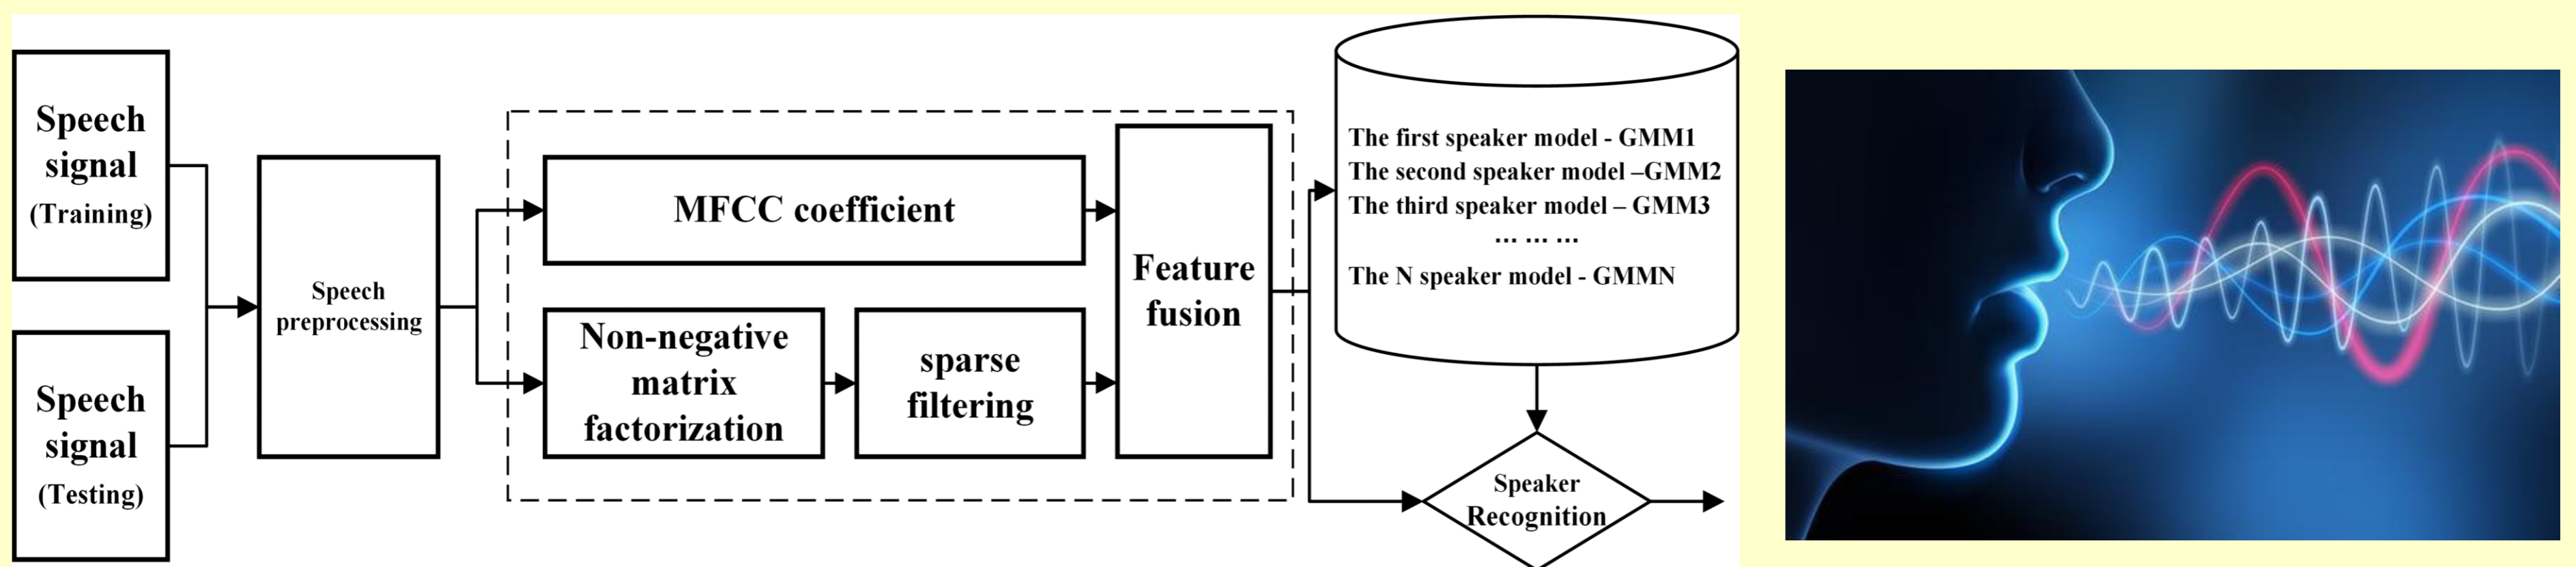 Speech
signal
(Training)
Speech
signal
(Testing)
Speech
preprocessing
MFCC coefficient
Non-negative
matrix
factorization
sparse
filtering
Feature
fusion
The first speaker model - GMM1
The second speaker model –GMM2
The third speaker model – GMM3
... ... ...
The N speaker model - GMMN
Speaker
Recognition